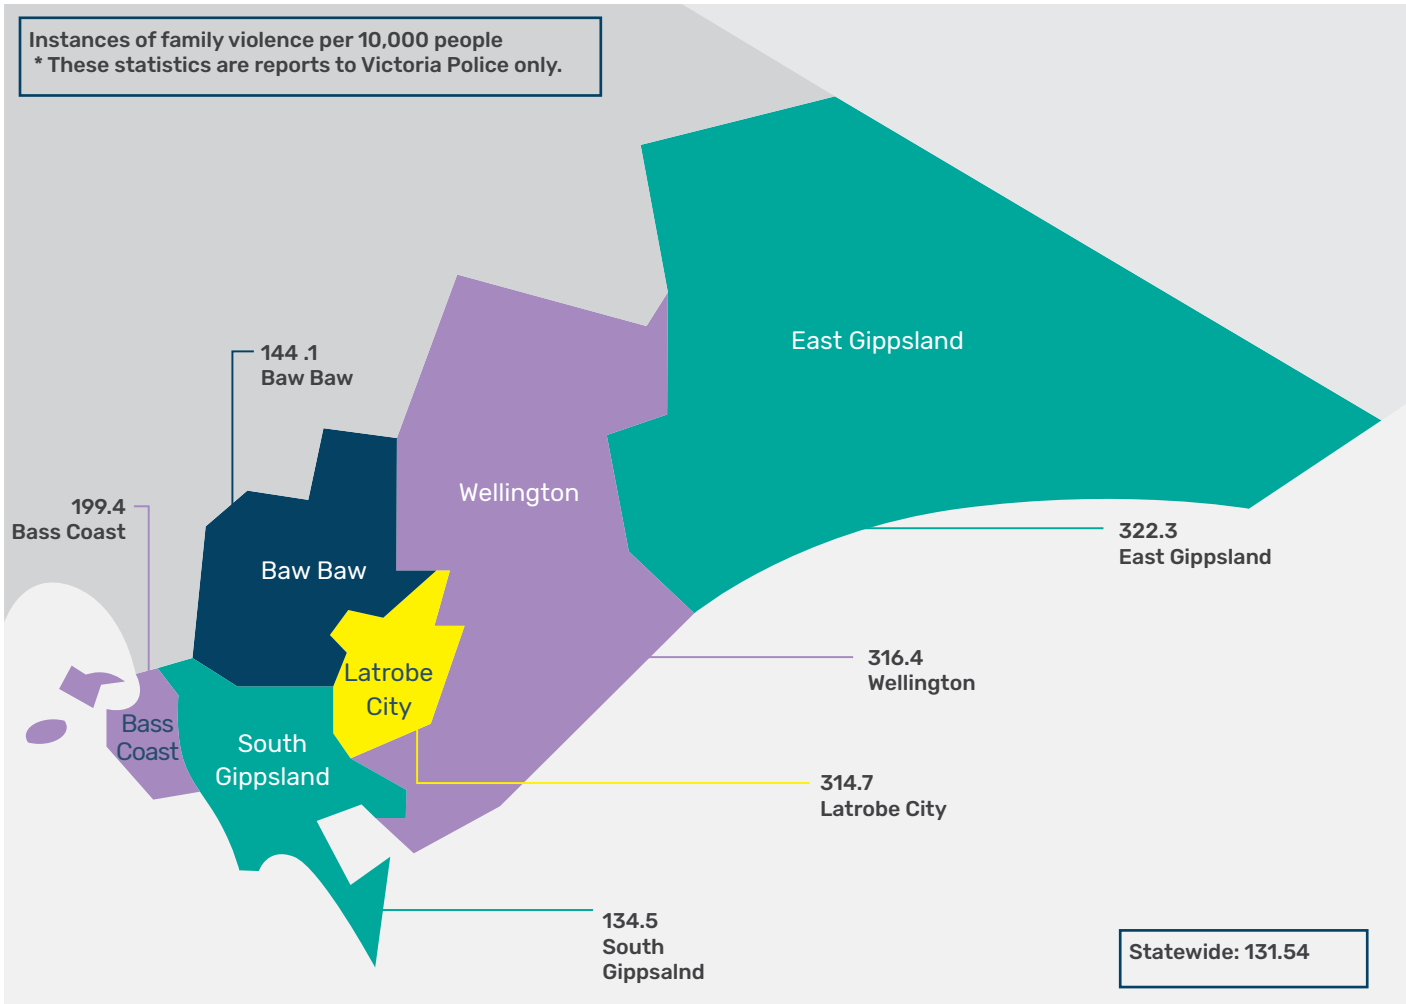 Instances of family violence per 10,000 people
* These statistics are reports to Victoria Police only.
East Gippsland
144 .1
Baw Baw
Wellington
199.4
Bass Coast
322.3
East Gippsland
Baw Baw
316.4
Wellington
Latrobe
City
Bass
Coast
South
Gippsland
314.7
Latrobe City
134.5
South
Gippsalnd
Statewide: 131.54